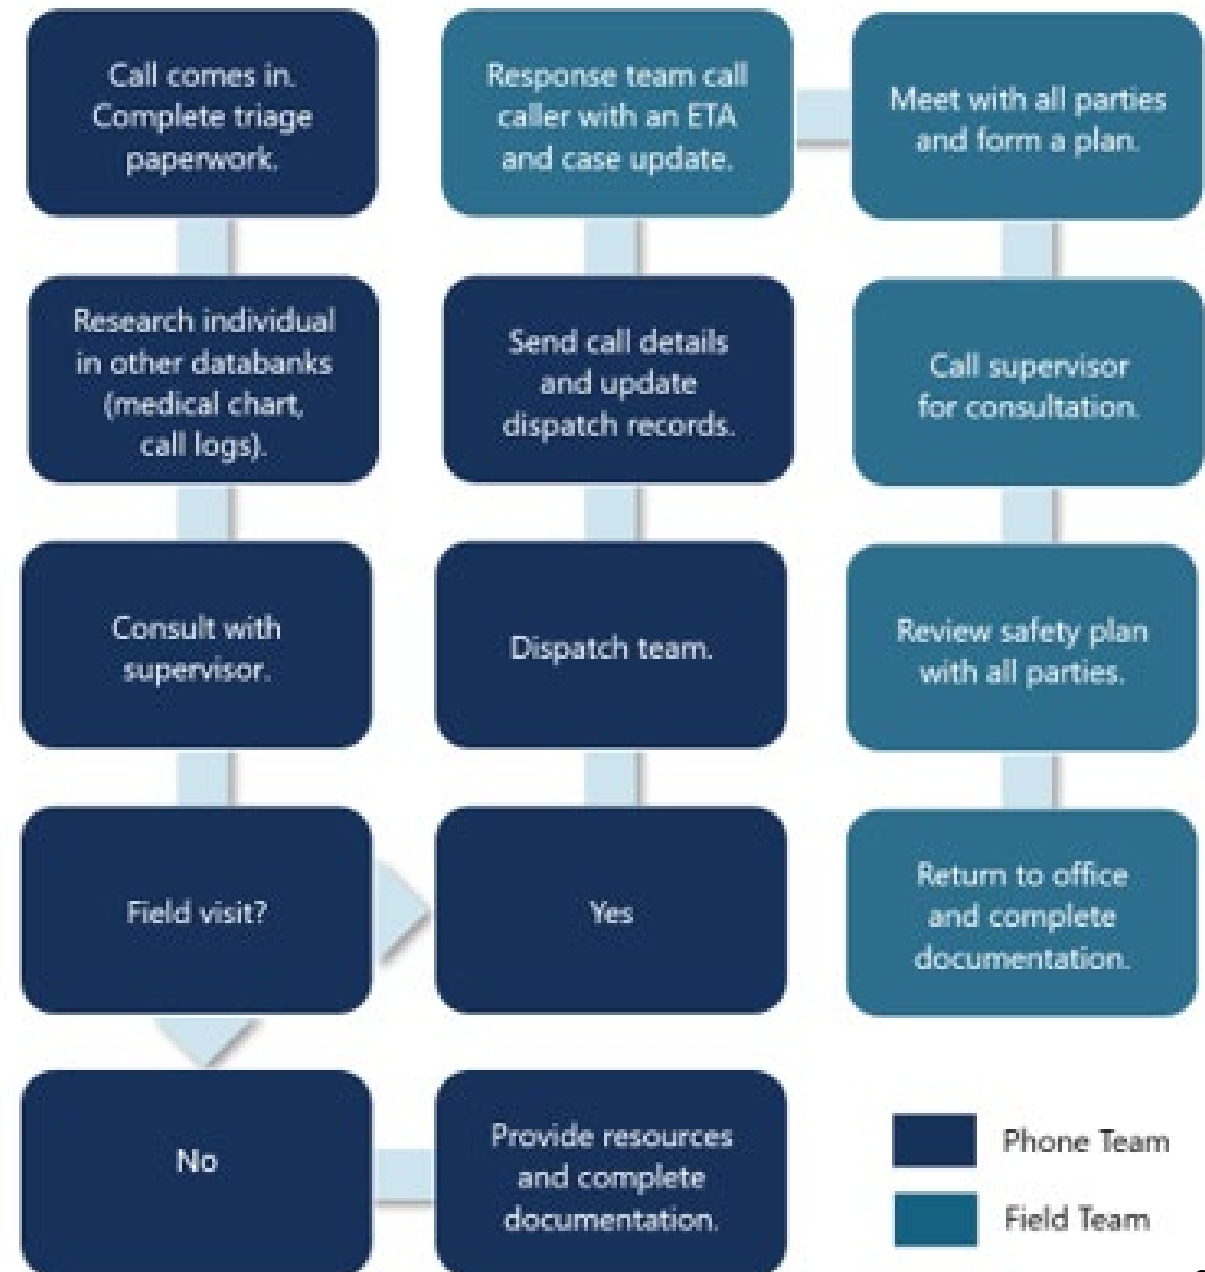 Call comes in.
Complete triage
paperwork.
Research individual
in other databanks
(medical chart,
call logs).
Consult with
supervisor.
Field visit?
No
Provide resources
and complete
documentation.
Yes
Dispatch team.
Send call details
and update
dispatch records.
Response team call
caller with an ETA
and case update.
Meet with all parties
and form a plan.
Call supervisor
for consultation.
Review safety plan
with all parties.
Return to office
and complete
documentation.
Phone Team
Field Team